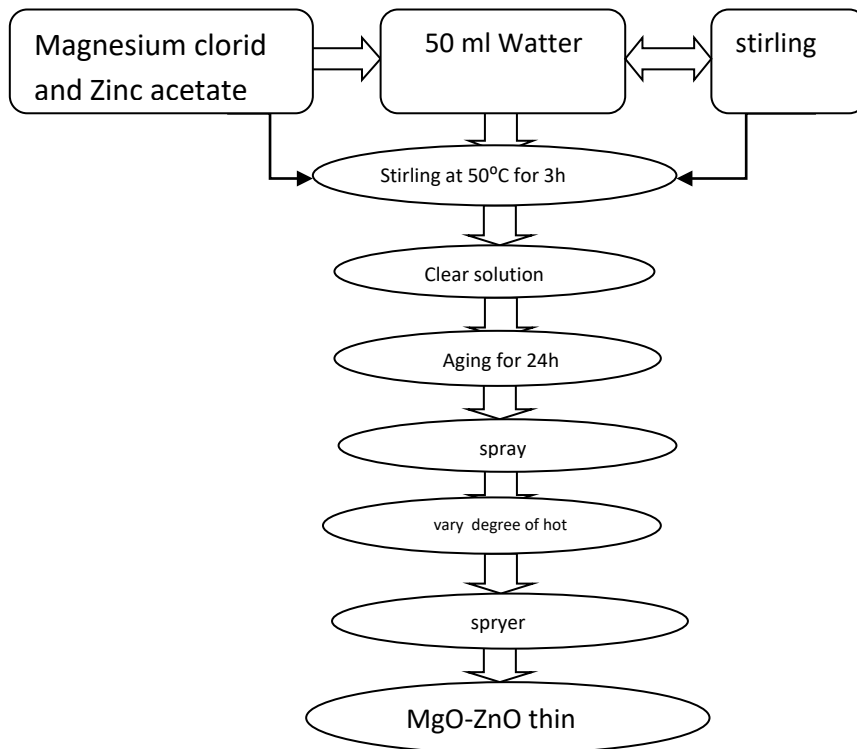 Magnesium clorid
and Zinc acetate
50 ml Watter
stirling
Stirling at 50⁰C for 3h
Clear solution
Aging for 24h
spray
vary degree of hot
spryer
MgO-ZnO thin